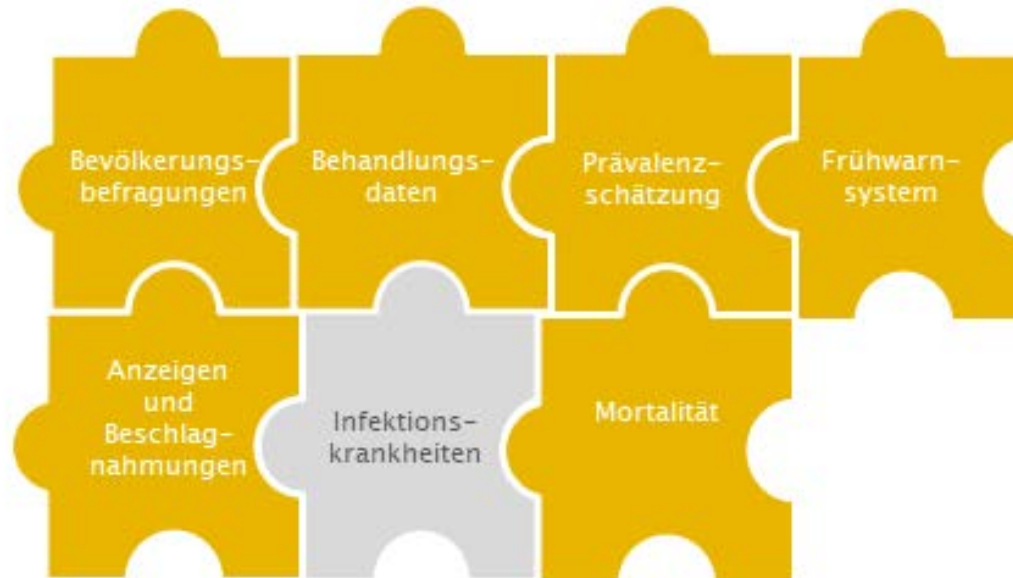 Bevölkerungs-
befragungen
Behandlungs-
daten
Prävalenz-
schätzung
Frühwarn-
system
Anzeigen
und
Beschlag-
nahmungen
Infektions-
krankheiten
Mortalität